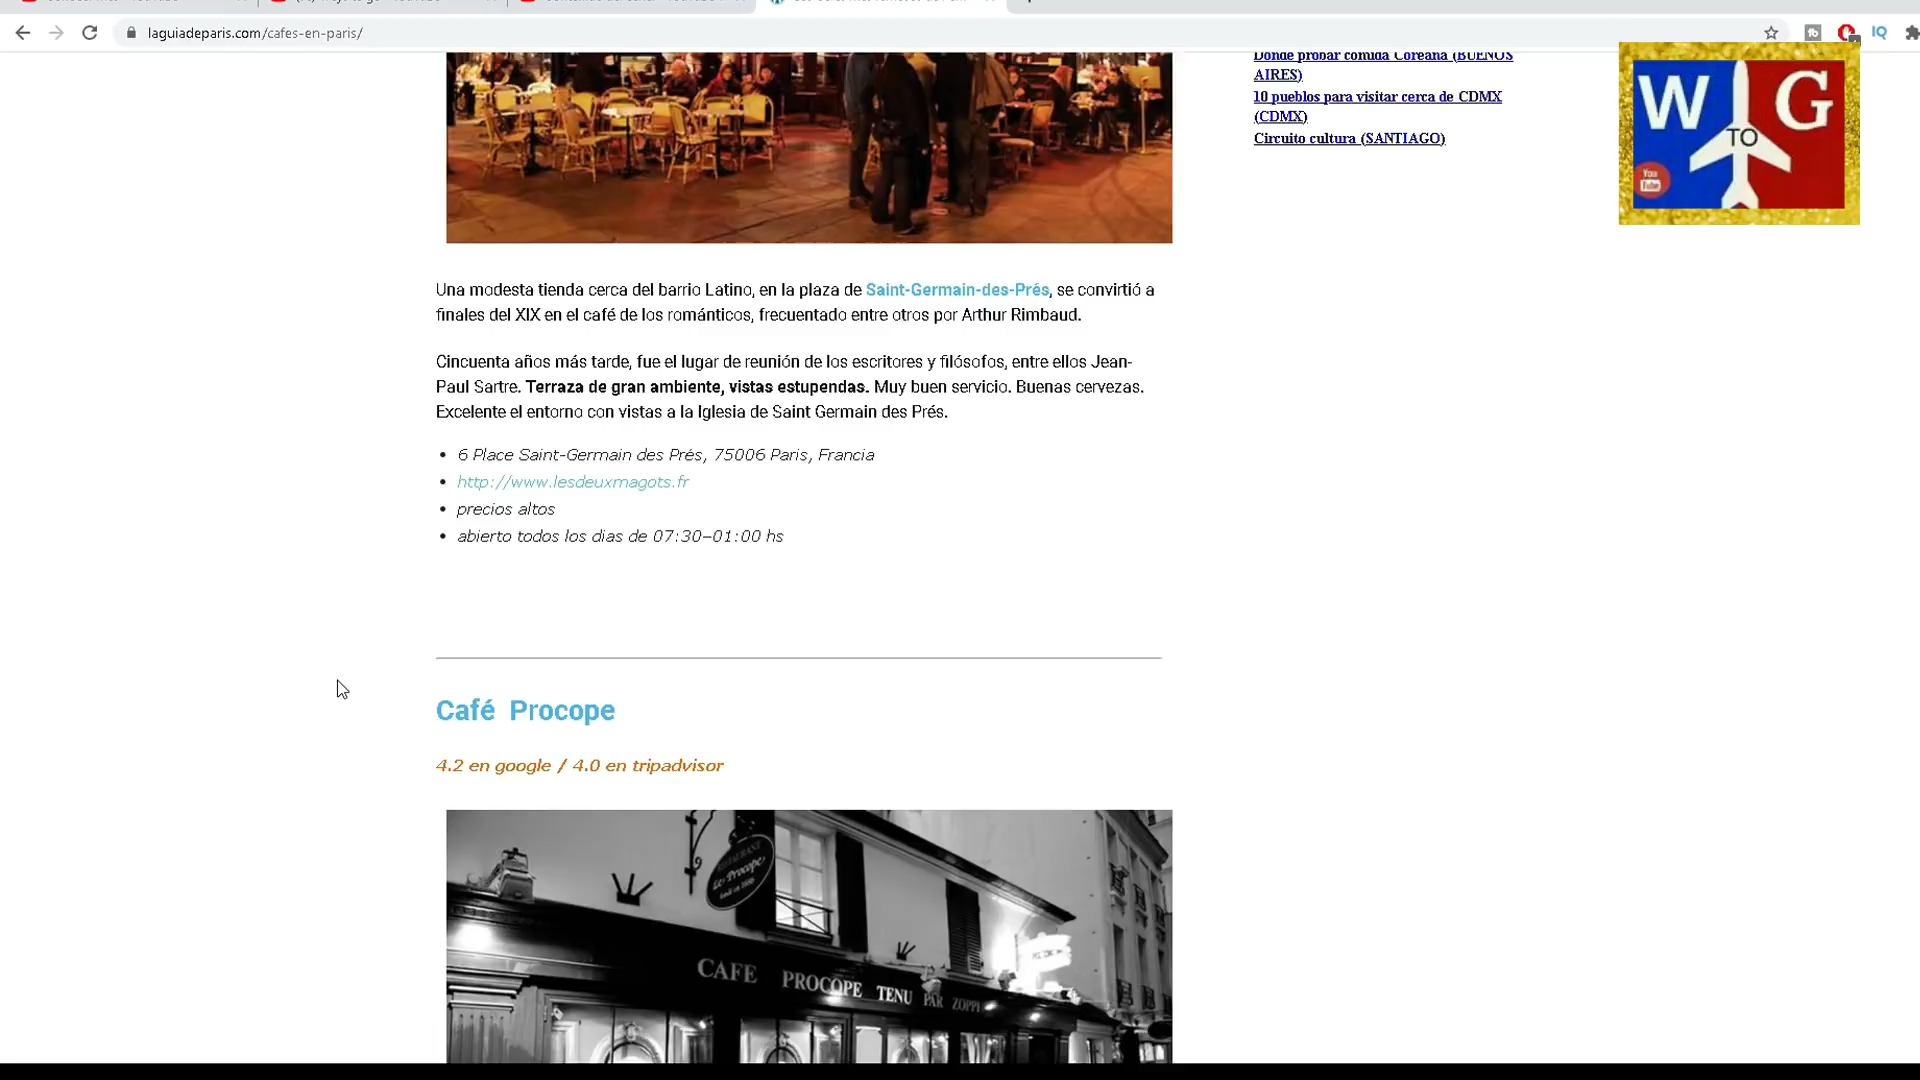 laguiadeparis.com/cafes-en-paris/
IQ
Donde probar comida Coreana (BUENOS
AIRES)
10 pueblos para visitar cerca de CDMX
(CDMX)
Circuito cultura (SANTIAGO)
W TO G
You
Tube
Una modesta tienda cerca del barrio Latino, en la plaza de Saint-Germain-des-Prés, se convirtió a
finales del XIX en el café de los románticos, frecuentado entre otros por Arthur Rimbaud.
Cincuenta años más tarde, fue el lugar de reunión de los escritores y filósofos, entre ellos Jean-
Paul Sartre. Terraza de gran ambiente, vistas estupendas. Muy buen servicio. Buenas cervezas.
Excelente el entorno con vistas a la Iglesia de Saint Germain des Prés.
6 Place Saint-Germain des Prés, 75006 Paris, Francia
http://www.lesdeuxmagots.fr
precios altos
abierto todos los dias de 07:30–01:00 hs
Café Procope
4.2 en google / 4.0 en tripadvisor
RESTAURANT
Le Procope
CAFE PROCOPE TENU PAR ZOPPI